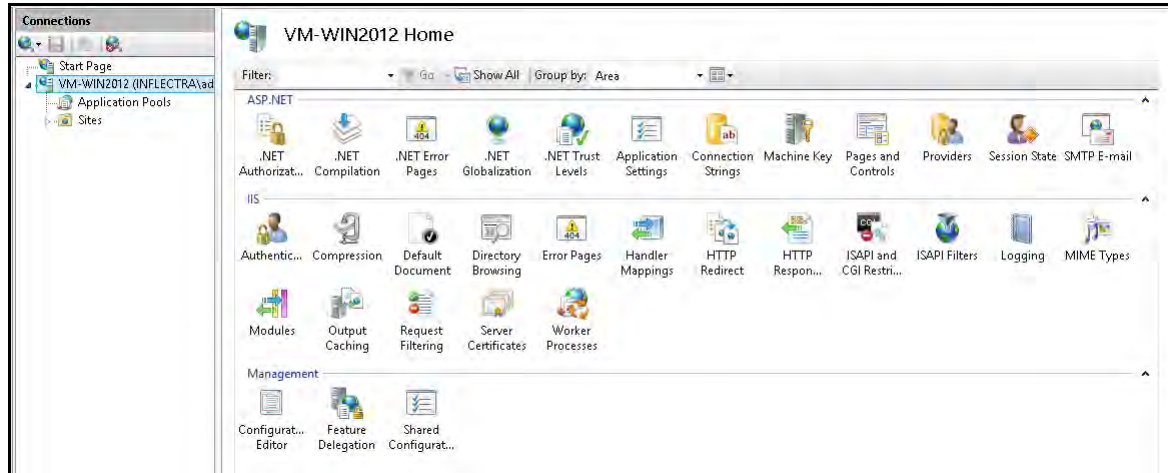 Connections
VM-WIN2012 Home
Start Page
VM-WIN2012 (INFLECTRA\ad
Application Pools
Sites
Filter: Go Show All Group by: Area
ASP.NET
.NET Authorizat...
.NET Compilation
.NET Error Pages
.NET Globalization
.NET Trust Levels
Application Settings
Connection Strings
Machine Key
Pages and Controls
Providers
Session State
SMTP E-mail
IIS
Authentic...
Compression
Default Document
Directory Browsing
Error Pages
Handler Mappings
HTTP Redirect
HTTP Respon...
ISAPI and CGI Restri...
ISAPI Filters
Logging
MIME Types
Modules
Output Caching
Request Filtering
Server Certificates
Worker Processes
Management
Configurat... Editor
Feature Delegation
Shared Configurat...